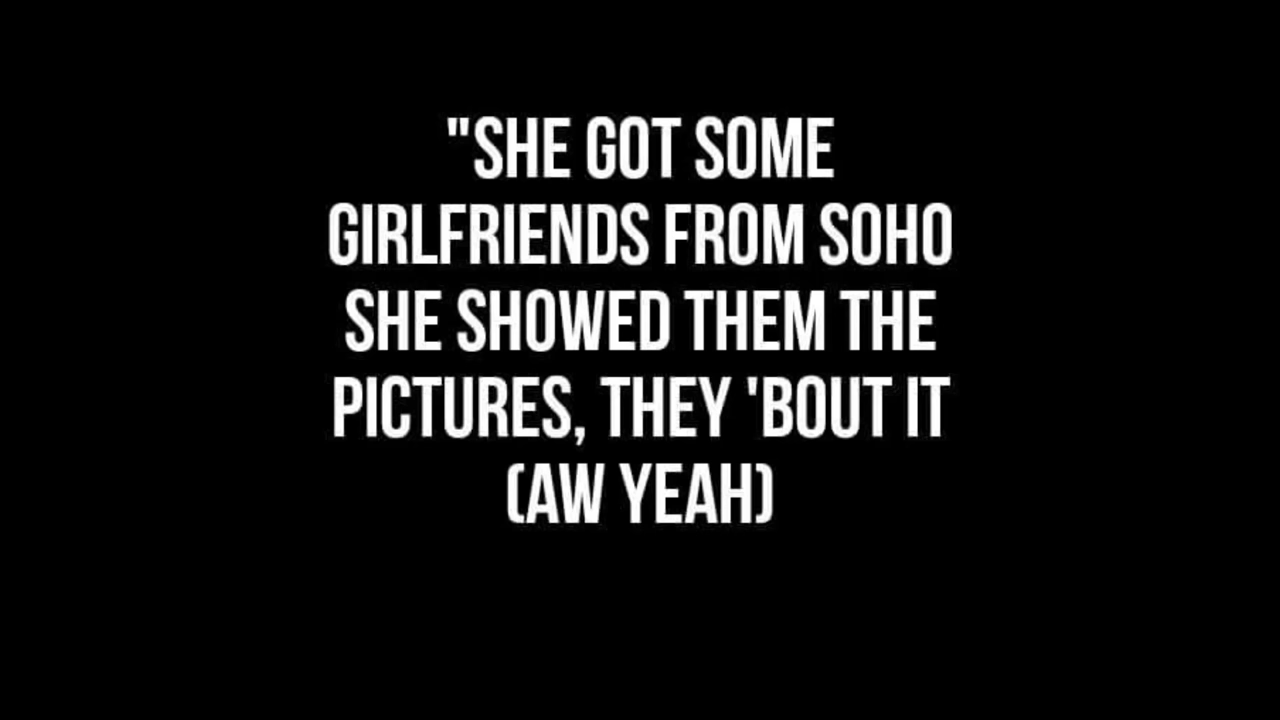 "SHE GOT SOME
GIRLFRIENDS FROM SOHO
SHE SHOWED THEM THE
PICTURES, THEY 'BOUT IT
(AW YEAH)